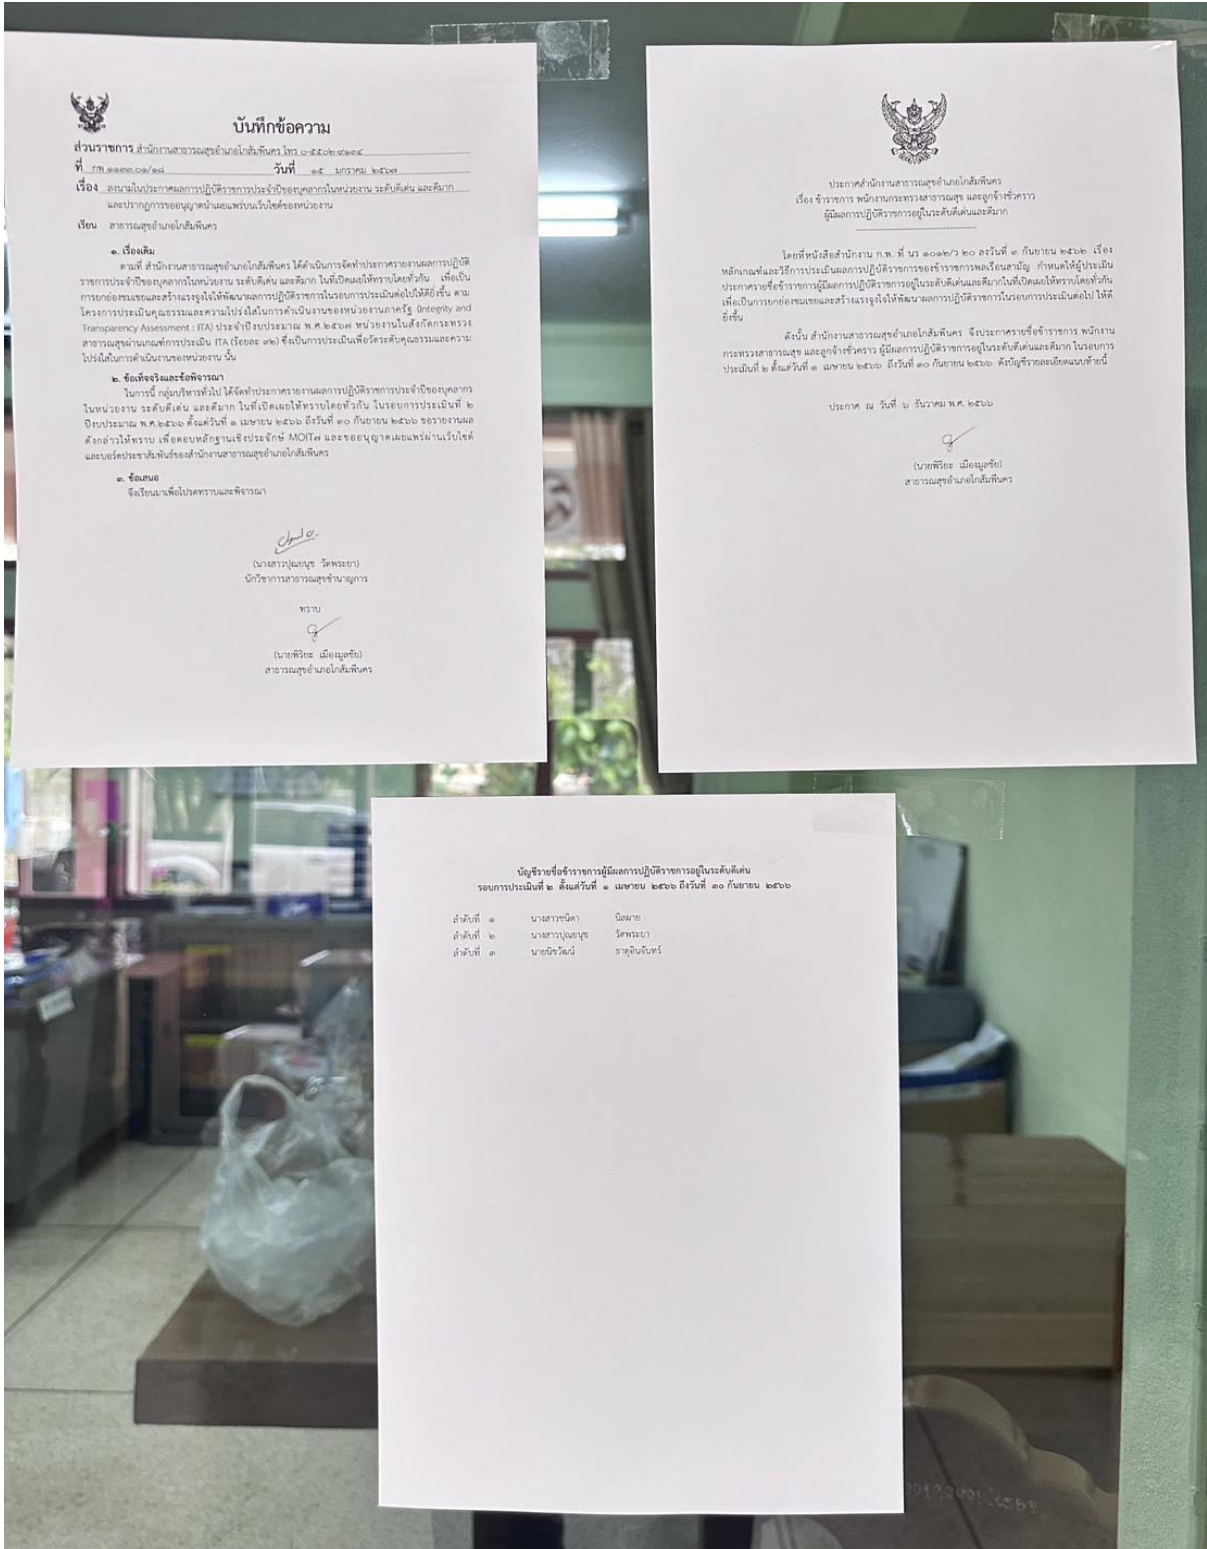 บันทึกข้อความ
ส่วนราชการ สำนักงานสาธารณสุขอำเภอโกสัมพีนคร โทร ๐-๕๕๐๒-๙๑๙๔
ที่ กพ ๑๑๓๓.๐๑/๑๘ วันที่ ๑๕ มกราคม ๒๕๖๗
เรื่อง ลงนามในประกาศผลการปฏิบัติราชการประจำปีของบุคลากรในหน่วยงาน ระดับดีเด่น และดีมาก
และปรากฏการขออนุญาตนำเผยแพร่บนเว็บไซต์ของหน่วยงาน
เรียน สาธารณสุขอำเภอโกสัมพีนคร
๑. เรื่องเดิม
ตามที่ สำนักงานสาธารณสุขอำเภอโกสัมพีนคร ได้ดำเนินการจัดทำประกาศรายงานผลการปฏิบัติ
ราชการประจำปีของบุคลากรในหน่วยงาน ระดับดีเด่น และดีมาก ในที่เปิดเผยให้ทราบโดยทั่วกัน เพื่อเป็น
การยกย่องชมเชยและสร้างแรงจูงใจให้พัฒนาผลการปฏิบัติราชการในรอบการประเมินต่อไปให้ดียิ่งขึ้น ตาม
โครงการประเมินคุณธรรมและความโปร่งใสในการดำเนินงานของหน่วยงานภาครัฐ (Integrity and
Transparency Assessment : ITA) ประจำปีงบประมาณ พ.ศ.๒๕๖๗ หน่วยงานในสังกัดกระทรวง
สาธารณสุขผ่านเกณฑ์การประเมิน ITA (ร้อยละ ๙๒) ซึ่งเป็นการประเมินเพื่อวัดระดับคุณธรรมและความ
โปร่งใสในการดำเนินงานของหน่วยงาน นั้น
๒. ข้อเท็จจริงและข้อพิจารณา
ในการนี้ กลุ่มบริหารทั่วไป ได้จัดทำประกาศรายงานผลการปฏิบัติราชการประจำปีของบุคลากร
ในหน่วยงาน ระดับดีเด่น และดีมาก ในที่เปิดเผยให้ทราบโดยทั่วกัน ในรอบการประเมินที่ ๒
ปีงบประมาณ พ.ศ.๒๕๖๖ ตั้งแต่วันที่ ๑ เมษายน ๒๕๖๖ ถึงวันที่ ๓๐ กันยายน ๒๕๖๖ ขอรายงานผล
ดังกล่าวให้ทราบ เพื่อตอบหลักฐานเชิงประจักษ์ MOIT๗ และขออนุญาตเผยแพร่ผ่านเว็บไซต์
และบอร์ดประชาสัมพันธ์ของสำนักงานสาธารณสุขอำเภอโกสัมพีนคร
๓. ข้อเสนอ
จึงเรียนมาเพื่อโปรดทราบและพิจารณา
(นางสาวปุณยนุช วัดพระยา)
นักวิชาการสาธารณสุขชำนาญการ
ทราบ
(นายพิริยะ เมืองมูลชัย)
สาธารณสุขอำเภอโกสัมพีนคร
ประกาศสำนักงานสาธารณสุขอำเภอโกสัมพีนคร
เรื่อง ข้าราชการ พนักงานกระทรวงสาธารณสุข และลูกจ้างชั่วคราว
ผู้มีผลการปฏิบัติราชการอยู่ในระดับดีเด่นและดีมาก
โดยที่หนังสือสำนักงาน ก.พ. ที่ นร ๑๐๑๒/ว ๒๐ ลงวันที่ ๓ กันยายน ๒๕๖๒ เรื่อง
หลักเกณฑ์และวิธีการประเมินผลการปฏิบัติราชการของข้าราชการพลเรือนสามัญ กำหนดให้ผู้ประเมิน
ประกาศรายชื่อข้าราชการผู้มีผลการปฏิบัติราชการอยู่ในระดับดีเด่นและดีมากในที่เปิดเผยให้ทราบโดยทั่วกัน
เพื่อเป็นการยกย่องชมเชยและสร้างแรงจูงใจให้พัฒนาผลการปฏิบัติราชการในรอบการประเมินต่อไป ให้ดี
ยิ่งขึ้น
ดังนั้น สำนักงานสาธารณสุขอำเภอโกสัมพีนคร จึงประกาศรายชื่อข้าราชการ พนักงาน
กระทรวงสาธารณสุข และลูกจ้างชั่วคราว ผู้มีผลการปฏิบัติราชการอยู่ในระดับดีเด่นและดีมาก ในรอบการ
ประเมินที่ ๒ ตั้งแต่วันที่ ๑ เมษายน ๒๕๖๖ ถึงวันที่ ๓๐ กันยายน ๒๕๖๖ ดังบัญชีรายละเอียดแนบท้ายนี้
ประกาศ ณ วันที่ ๖ ธันวาคม พ.ศ. ๒๕๖๖
(นายพิริยะ เมืองมูลชัย)
สาธารณสุขอำเภอโกสัมพีนคร
บัญชีรายชื่อข้าราชการผู้มีผลการปฏิบัติราชการอยู่ในระดับดีเด่น
รอบการประเมินที่ ๒ ตั้งแต่วันที่ ๑ เมษายน ๒๕๖๖ ถึงวันที่ ๓๐ กันยายน ๒๕๖๖
ลำดับที่ ๑ นางสาวชนิดา นิลผาย
ลำดับที่ ๒ นางสาวปุณยนุช วัดพระยา
ลำดับที่ ๓ นายนิชวัฒน์ ธาตุอินจันทร์